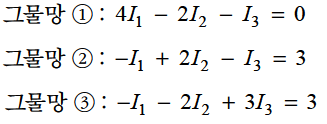 그물망 ①: 4I₁ − 2I₂ − I₃ = 0
그물망 ②: −I₁ + 2I₂ − I₃ = 3
그물망 ③: −I₁ − 2I₂ + 3I₃ = 3